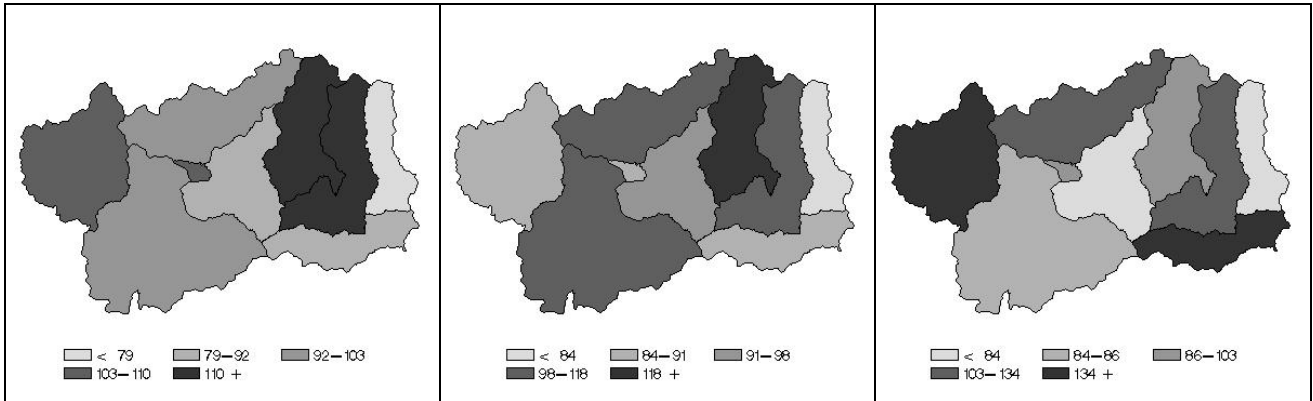 < 79 79–92 92–103
103–110 110 +
< 84 84–91 91–98
98–118 118 +
< 84 84–86 86–103
103–134 134 +